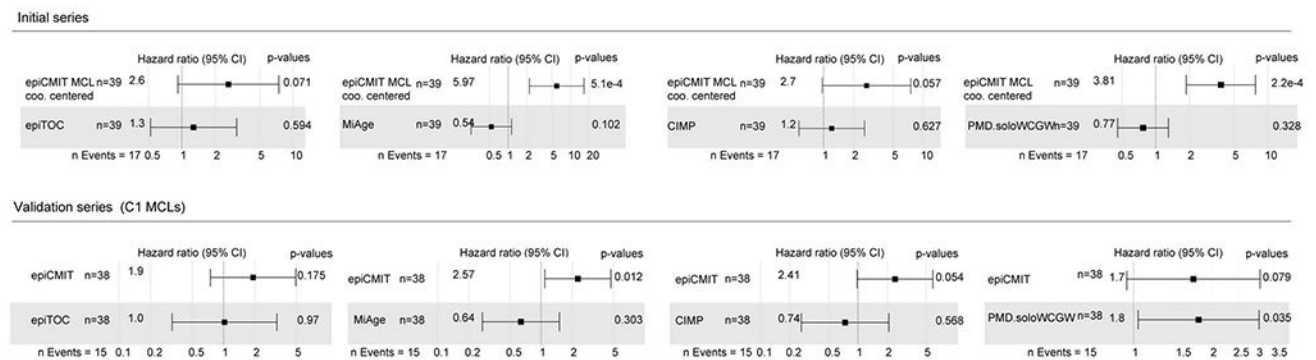 Initial series
Hazard ratio (95% CI) p-values
epiCMIT MCL n=39 2.6 0.071
coo. centered
epiTOC n=39 1.3 0.594
n Events = 17 0.5 1 2 5 10
Hazard ratio (95% CI) p-values
epiCMIT MCL n=39 5.97 5.1e-4
coo. centered
MiAge n=39 0.54 0.102
n Events = 17 0.5 1 2 5 10 20
Hazard ratio (95% CI) p-values
epiCMIT MCL n=39 2.7 0.057
coo. centered
CIMP n=39 1.2 0.627
n Events = 17 1 2 5 10
Hazard ratio (95% CI) p-values
epiCMIT MCL n=39 3.81 2.2e-4
coo. centered
PMD.soloWCGWn=39 0.77 0.328
n Events = 17 0.5 1 2 5 10
Validation series (C1 MCLs)
Hazard ratio (95% CI) p-values
epiCMIT n=38 1.9 0.175
epiTOC n=38 1.0 0.97
n Events = 15 0.1 0.2 0.5 1 2 5
Hazard ratio (95% CI) p-values
epiCMIT n=38 2.57 0.012
MiAge n=38 0.64 0.303
n Events = 15 0.1 0.2 0.5 1 2 5
Hazard ratio (95% CI) p-values
epiCMIT n=38 2.41 0.054
CIMP n=38 0.74 0.568
n Events = 15 0.1 0.2 0.5 1 2 5
Hazard ratio (95% CI) p-values
epiCMIT n=38 1.7 0.079
PMD.soloWCGW n=38 1.8 0.035
n Events = 15 1 1.5 2 2.5 3 3.5